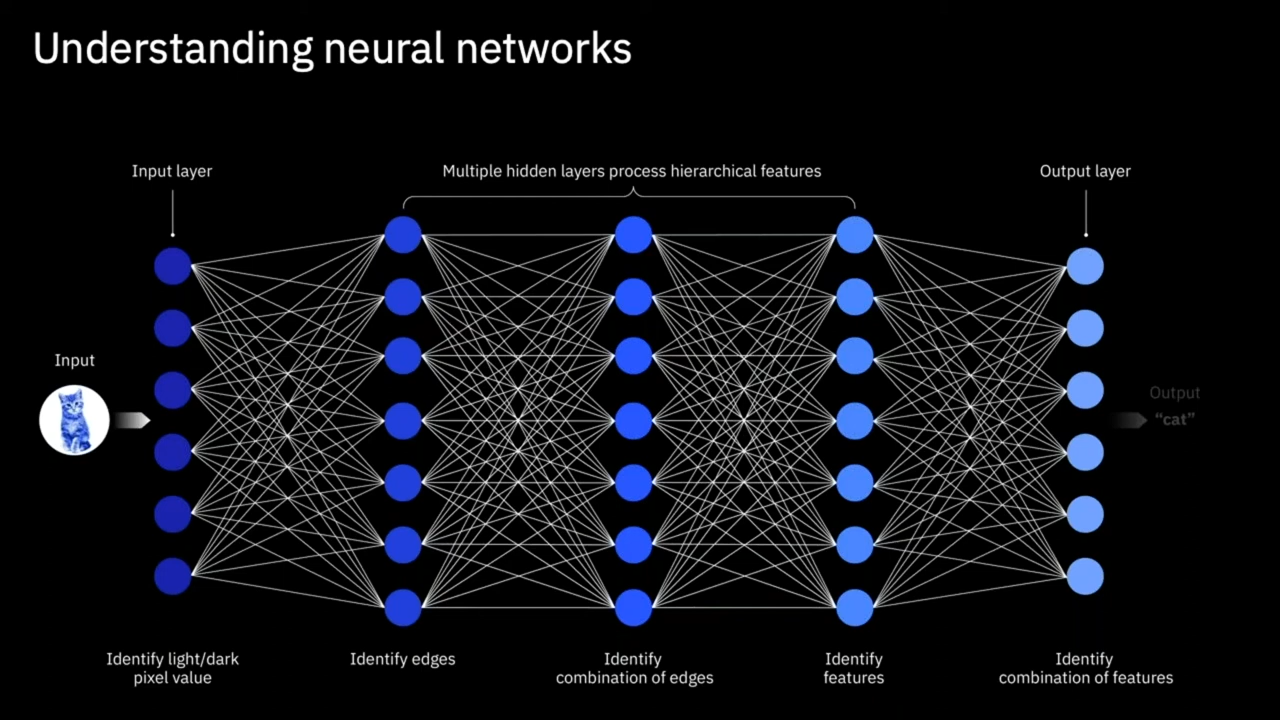 Understanding neural networks
Input layer
Multiple hidden layers process hierarchical features
Output layer
Input
Output
“cat”
Identify light/dark
pixel value
Identify edges
Identify
combination of edges
Identify
features
Identify
combination of features